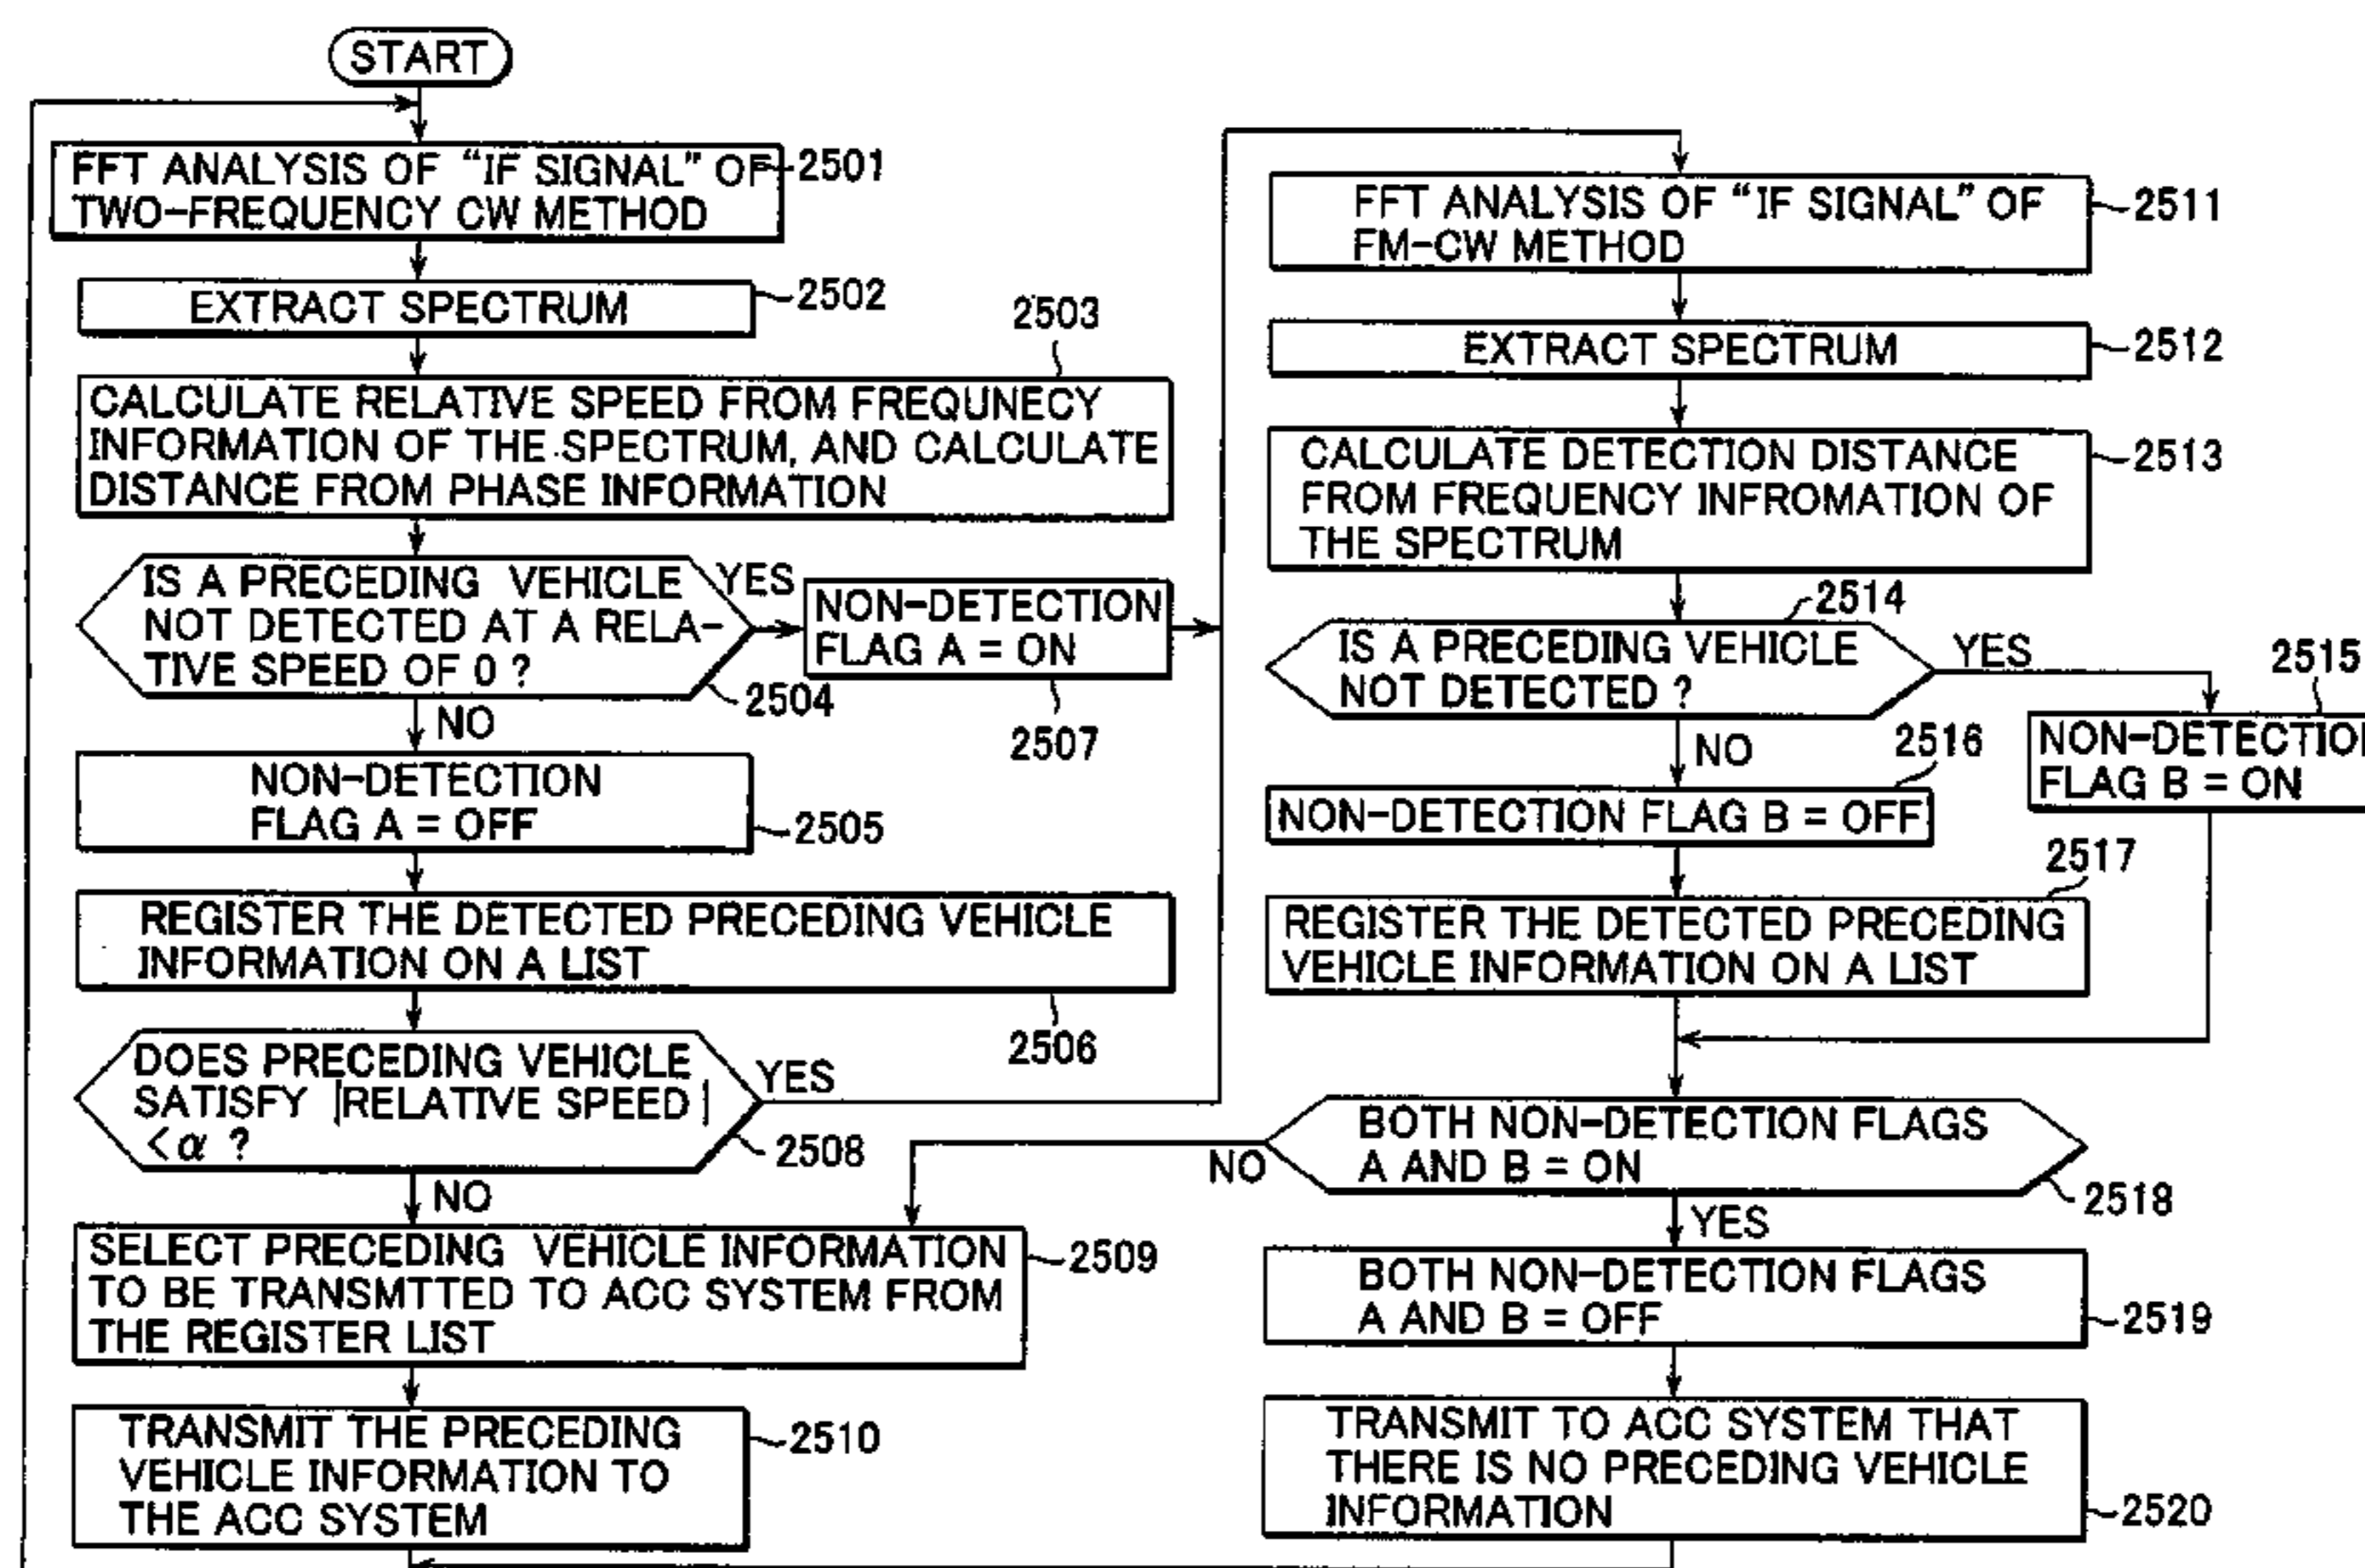 START
FFT ANALYSIS OF “IF SIGNAL” OF
TWO-FREQUENCY CW METHOD
2501
EXTRACT SPECTRUM
2502
2503
CALCULATE RELATIVE SPEED FROM FREQUNECY
INFORMATION OF THE SPECTRUM, AND CALCULATE
DISTANCE FROM PHASE INFORMATION
IS A PRECEDING VEHICLE
NOT DETECTED AT A RELA-
TIVE SPEED OF 0 ?
2504
YES
NON-DETECTION
FLAG A = ON
2507
NO
NON-DETECTION
FLAG A = OFF
2505
REGISTER THE DETECTED PRECEDING VEHICLE
INFORMATION ON A LIST
2506
DOES PRECEDING VEHICLE
SATISFY |RELATIVE SPEED|
<α ?
2508
YES
NO
SELECT PRECEDING VEHICLE INFORMATION
TO BE TRANSMTTED TO ACC SYSTEM FROM
THE REGISTER LIST
2509
TRANSMIT THE PRECEDING
VEHICLE INFORMATION TO
THE ACC SYSTEM
2510
FFT ANALYSIS OF “IF SIGNAL” OF
FM-CW METHOD
2511
EXTRACT SPECTRUM
2512
CALCULATE DETECTION DISTANCE
FROM FREQUENCY INFROMATION OF
THE SPECTRUM
2513
2514
IS A PRECEDING VEHICLE
NOT DETECTED ?
YES
2515
NON-DETECTION
FLAG B = ON
NO
2516
NON-DETECTION FLAG B = OFF
2517
REGISTER THE DETECTED PRECEDING
VEHICLE INFORMATION ON A LIST
BOTH NON-DETECTION FLAGS
A AND B = ON
2518
NO
YES
BOTH NON-DETECTION FLAGS
A AND B = OFF
2519
TRANSMIT TO ACC SYSTEM THAT
THERE IS NO PRECEDING VEHICLE
INFORMATION
2520